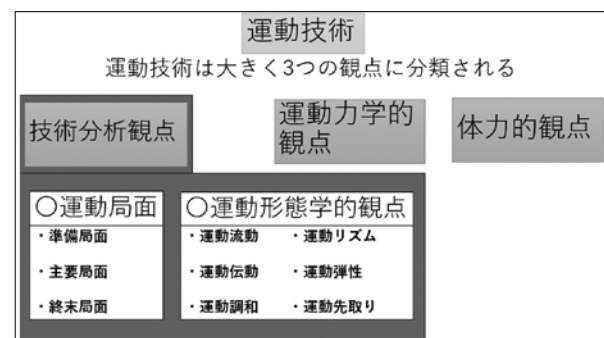 運動技術
運動技術は大きく3つの観点に分類される
技術分析観点
運動力学的
観点
体力的観点
〇運動局面
・準備局面
・主要局面
・終末局面
〇運動形態学的観点
・運動流動 ・運動リズム
・運動伝動 ・運動弾性
・運動調和 ・運動先取り